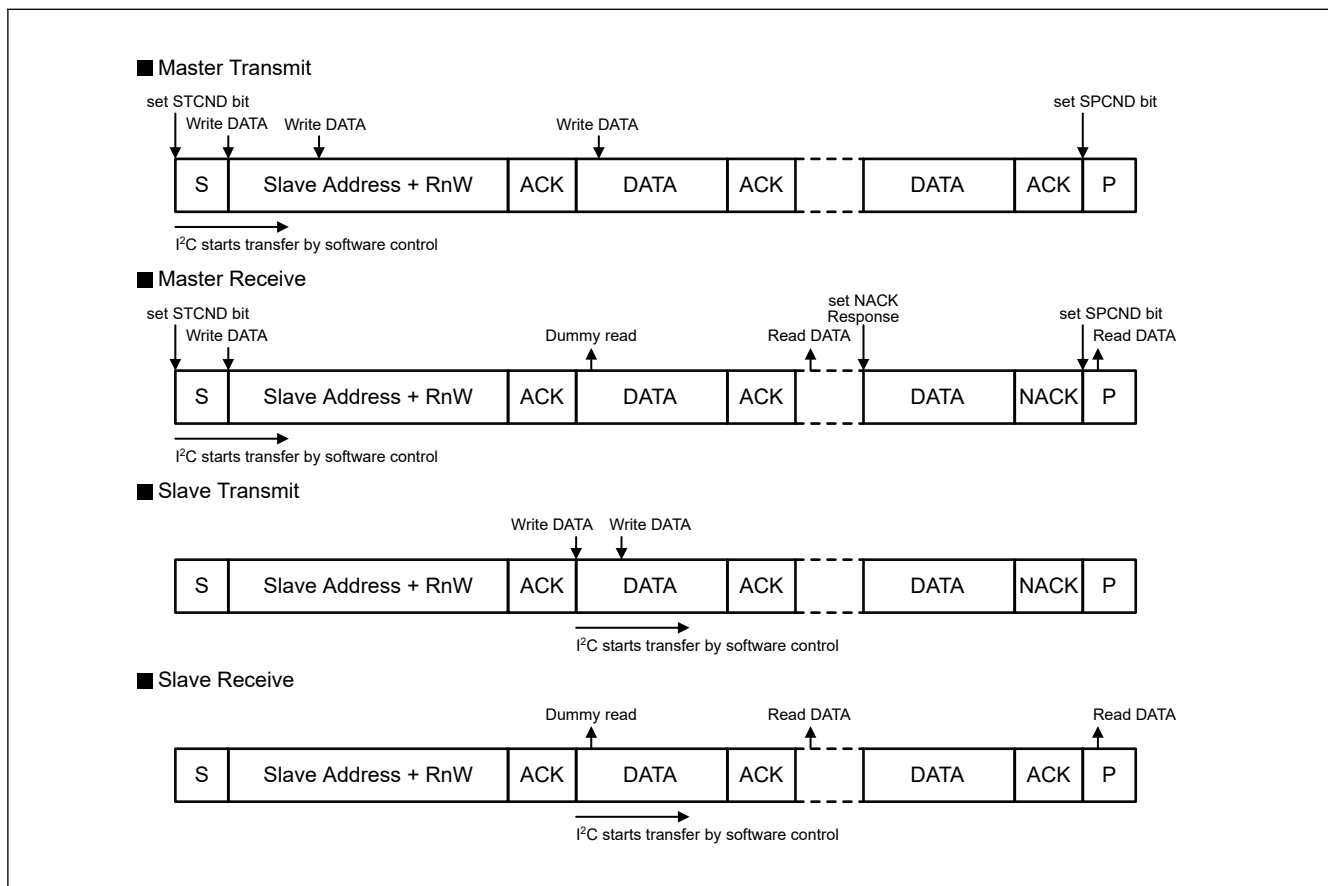 ■ Master Transmit
set STCND bit set SPCND bit
Write DATA Write DATA Write DATA
S Slave Address + RnW ACK DATA ACK DATA ACK P
I²C starts transfer by software control
■ Master Receive
set STCND bit set NACK Response set SPCND bit
Write DATA Dummy read Read DATA Read DATA
S Slave Address + RnW ACK DATA ACK DATA NACK P
I²C starts transfer by software control
■ Slave Transmit
Write DATA Write DATA
S Slave Address + RnW ACK DATA ACK DATA NACK P
I²C starts transfer by software control
■ Slave Receive
Dummy read Read DATA Read DATA
S Slave Address + RnW ACK DATA ACK DATA ACK P
I²C starts transfer by software control